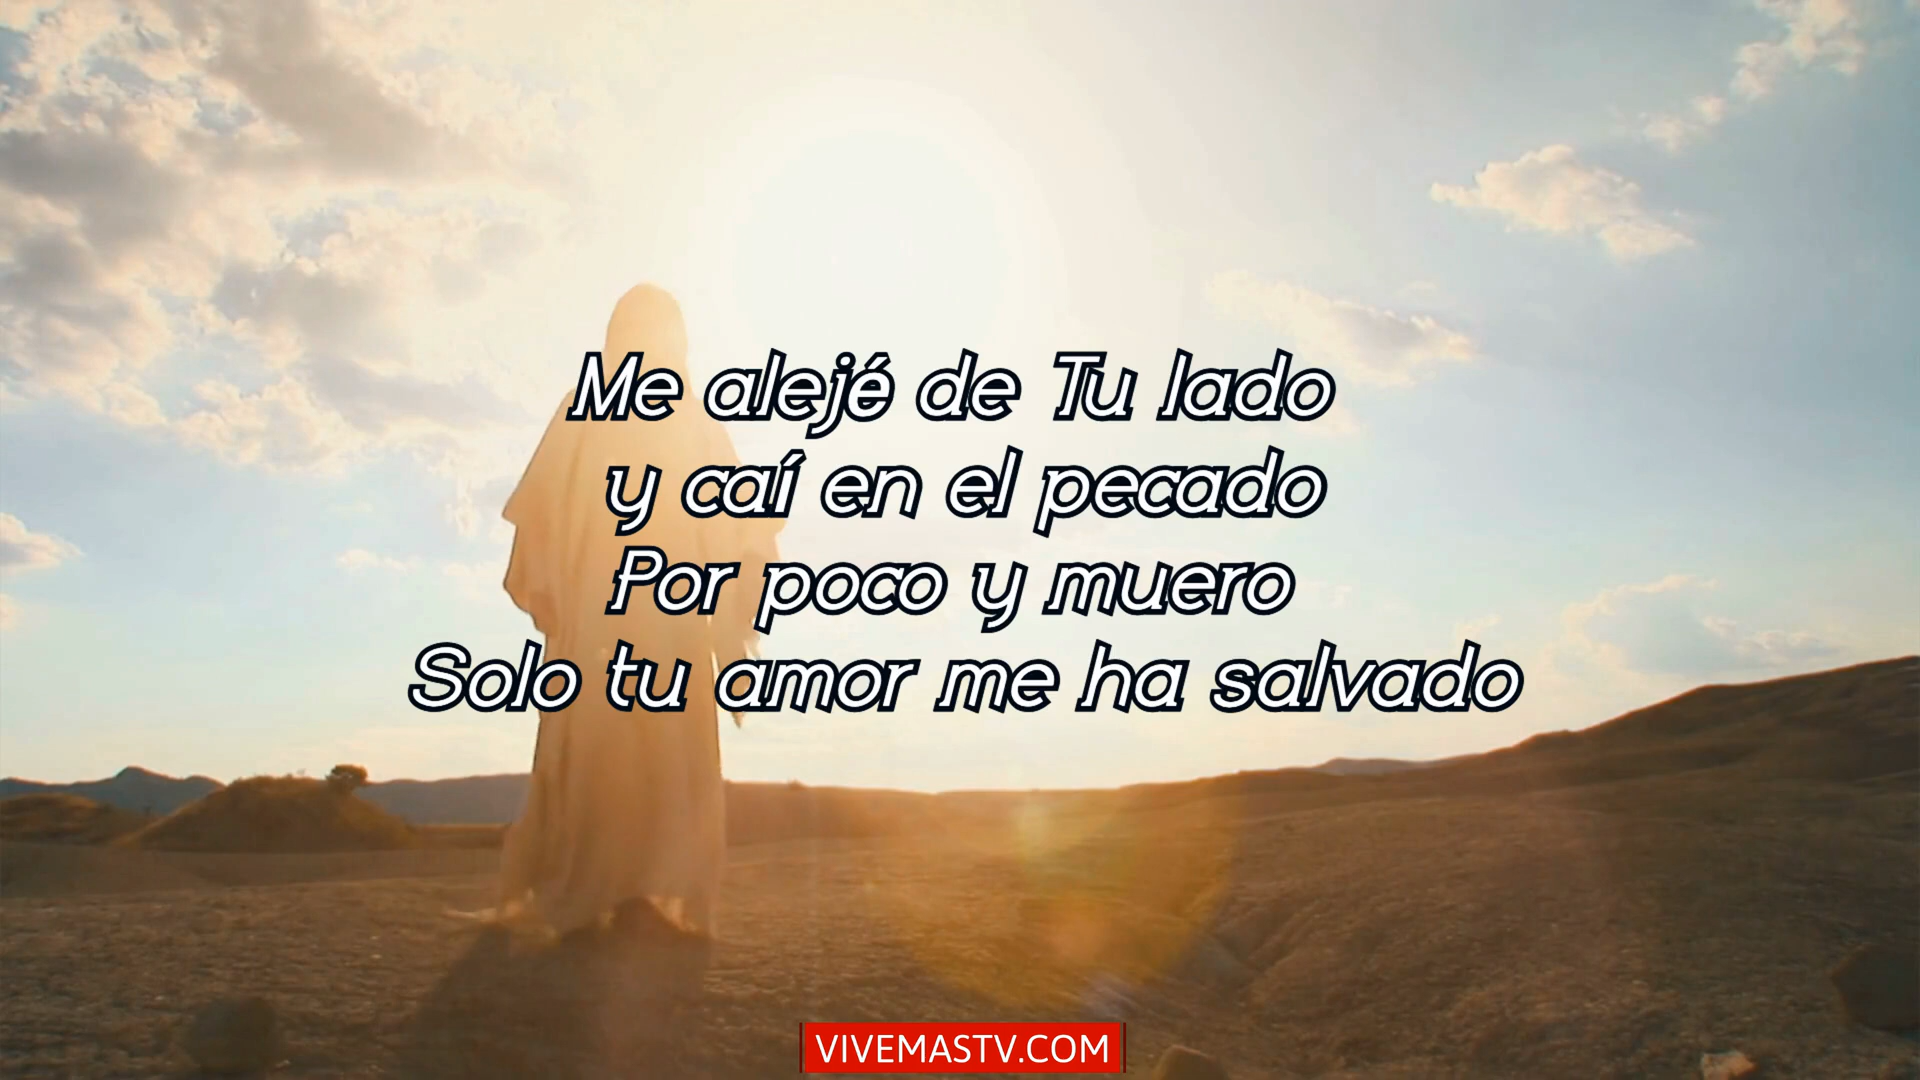 Me alejé de Tu lado
y caí en el pecado
Por poco y muero
Solo tu amor me ha salvado
VIVEMASTV.COM